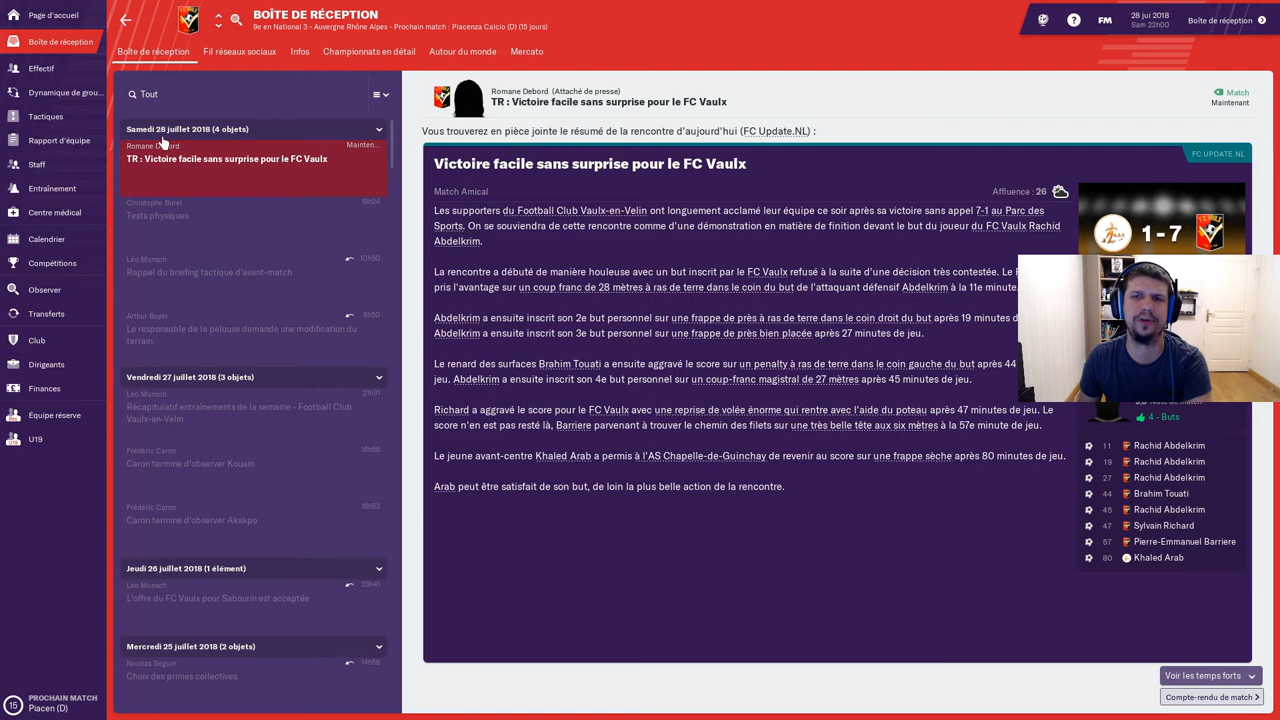 Page d'accueil
Boîte de réception
Effectif
Dynamique de grou...
Tactiques
Rapport d'équipe
Staff
Entraînement
Centre médical
Calendrier
Compétitions
Observer
Transferts
Club
Dirigeants
Finances
Équipe réserve
U19
PROCHAIN MATCH
15
Piacen (D)
BOÎTE DE RÉCEPTION
9e en National 3 - Auvergne Rhône Alpes - Prochain match : Piacenza Calcio (D) (15 jours)
? FM
28 jui 2018
Sam 22h00
Boîte de réception
Boîte de réception Fil réseaux sociaux Infos Championnats en détail Autour du monde Mercato
Tout
Samedi 28 juillet 2018 (4 objets)
Mainten...
TR : Victoire facile sans surprise pour le FC Vaulx
Christophe Burel 19h24
Tests physiques
Léo Munsch 10h50
Rappel du briefing tactique d'avant-match
Arthur Boyer 8h50
Le responsable de la pelouse demande une modification du
terrain.
Vendredi 27 juillet 2018 (3 objets)
Léo Munsch 21h31
Récapitulatif entraînements de la semaine - Football Club
Vaulx-en-Velin
Frédéric Caron 16h58
Caron termine d'observer Kouam
Frédéric Caron 16h53
Caron termine d'observer Akakpo
Jeudi 26 juillet 2018 (1 élément)
Léo Munsch 23h41
L'offre du FC Vaulx pour Sabourin est acceptée
Mercredi 25 juillet 2018 (2 objets)
Nicolas Seguin 14h58
Choix des primes collectives
Romane Debord (Attaché de presse)
TR : Victoire facile sans surprise pour le FC Vaulx
Match
Maintenant
Vous trouverez en pièce jointe le résumé de la rencontre d'aujourd'hui (FC Update.NL) :
FC UPDATE.NL
Victoire facile sans surprise pour le FC Vaulx
Match Amical
Affluence : 26
Les supporters du Football Club Vaulx-en-Velin ont longuement acclamé leur équipe ce soir après sa victoire sans appel 7-1 au Parc des
Sports. On se souviendra de cette rencontre comme d'une démonstration en matière de finition devant le but du joueur du FC Vaulx Rachid
Abdelkrim.
La rencontre a débuté de manière houleuse avec un but inscrit par le FC Vaulx refusé à la suite d'une décision très contestée. Le
pris l'avantage sur un coup franc de 28 mètres à ras de terre dans le coin du but de l'attaquant défensif Abdelkrim à la 11e minute.
Abdelkrim a ensuite inscrit son 2e but personnel sur une frappe de près à ras de terre dans le coin droit du but après 19 minutes
Abdelkrim a ensuite inscrit son 3e but personnel sur une frappe de près bien placée après 27 minutes de jeu.
Le renard des surfaces Brahim Touati a ensuite aggravé le score sur un penalty à ras de terre dans le coin gauche du but après 44
jeu. Abdelkrim a ensuite inscrit son 4e but personnel sur un coup-franc magistral de 27 mètres après 45 minutes de jeu.
Richard a aggravé le score pour le FC Vaulx avec une reprise de volée énorme qui rentre avec l'aide du poteau après 47 minutes de jeu. Le
score n'en est pas resté là, Barriere parvenant à trouver le chemin des filets sur une très belle tête aux six mètres à la 57e minute de jeu.
Le jeune avant-centre Khaled Arab a permis à l'AS Chapelle-de-Guinchay de revenir au score sur une frappe sèche après 80 minutes de jeu.
Arab peut être satisfait de son but, de loin la plus belle action de la rencontre.
1 - 7
4 - Buts
11 Rachid Abdelkrim
19 Rachid Abdelkrim
27 Rachid Abdelkrim
44 Brahim Touati
45 Rachid Abdelkrim
47 Sylvain Richard
57 Pierre-Emmanuel Barriere
80 Khaled Arab
Voir les temps forts
Compte-rendu de match